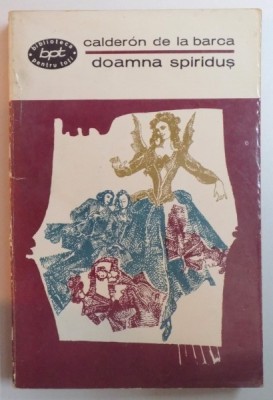 biblioteca
bpt
pentru toți
calderón de la barca
doamna spiriduș